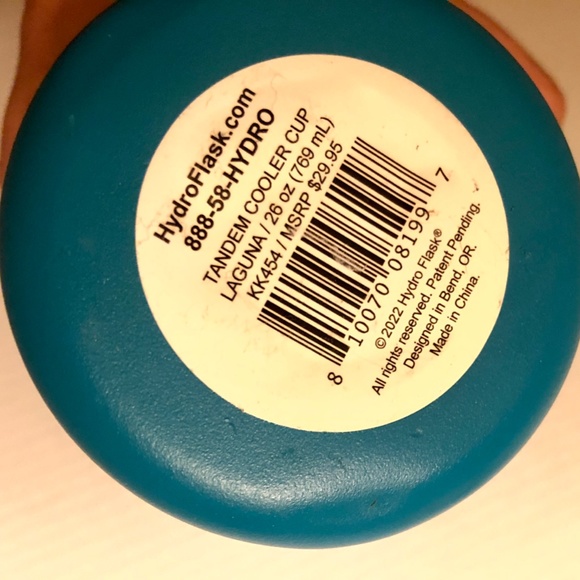 HydroFlask.com
888-58-HYDRO
TANDEM COOLER CUP
LAGUNA / 26 oz (769 mL)
KK454 / MSRP $29.95
8 10070 08199 7
© 2022 Hydro Flask®
All rights reserved. Patent Pending.
Designed in Bend, OR.
Made in China.